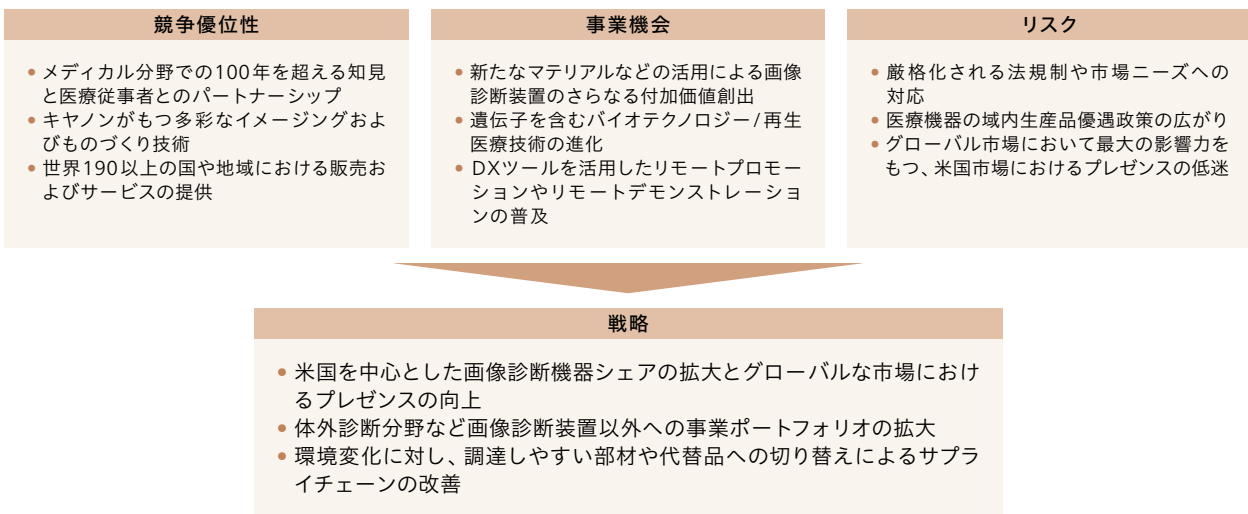 競争優位性
• メディカル分野での100年を超える知見
と医療従事者とのパートナーシップ
• キヤノンがもつ多彩なイメージングおよ
びものづくり技術
• 世界190以上の国や地域における販売お
よびサービスの提供
事業機会
• 新たなマテリアルなどの活用による画像
診断装置のさらなる付加価値創出
• 遺伝子を含むバイオテクノロジー/再生
医療技術の進化
• DXツールを活用したリモートプロモー
ションやリモートデモンストレーショ
ンの普及
リスク
• 厳格化される法規制や市場ニーズへの
対応
• 医療機器の域内生産品優遇政策の広がり
• グローバル市場において最大の影響力を
もつ、米国市場におけるプレゼンスの低迷
戦略
• 米国を中心とした画像診断機器シェアの拡大とグローバルな市場におけ
るプレゼンスの向上
• 体外診断分野など画像診断装置以外への事業ポートフォリオの拡大
• 環境変化に対し、調達しやすい部材や代替品への切り替えによるサプラ
イチェーンの改善